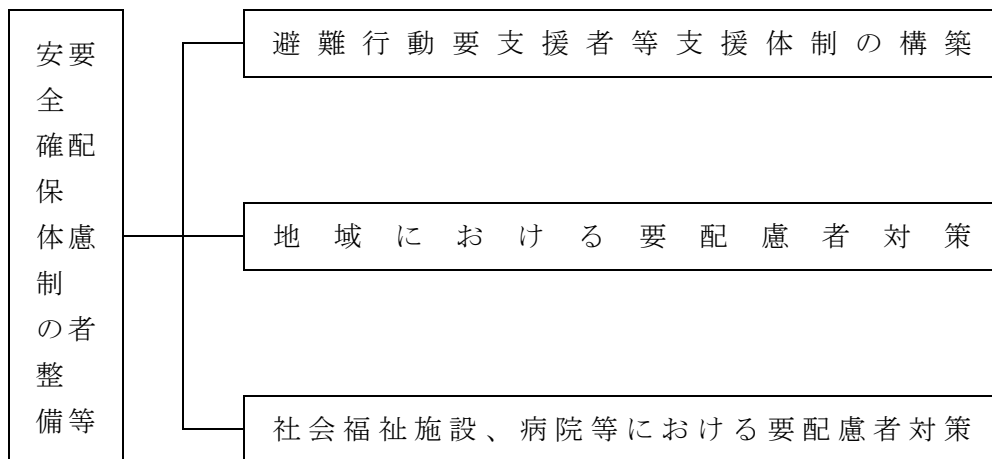 要配慮者等
安全確保体制の整備
避難行動要支援者等支援体制の構築
地域における要配慮者対策
社会福祉施設、病院等における要配慮者対策